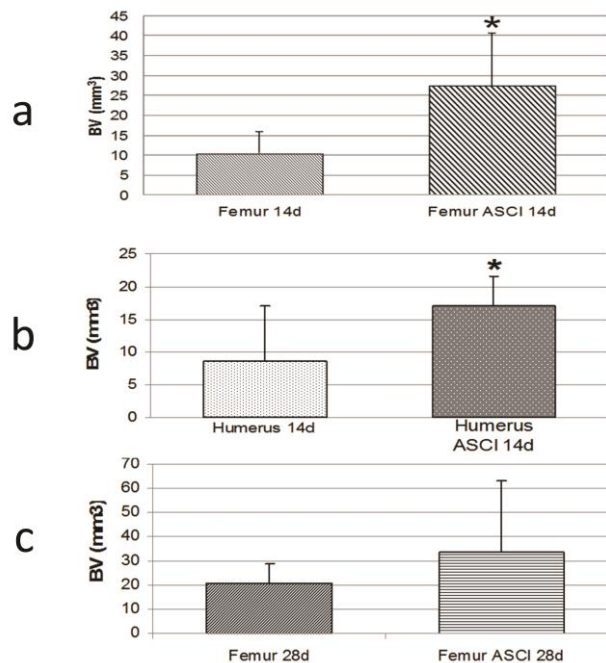 a
BV (mm³)
45
40
35
30
25
20
15
10
5
0
*
Femur 14d
Femur ASCI 14d
b
BV (mm3)
25
20
15
10
5
0
*
Humerus 14d
Humerus
ASCI 14d
c
BV (mm3)
70
60
50
40
30
20
10
0
Femur 28d
Femur ASCI 28d